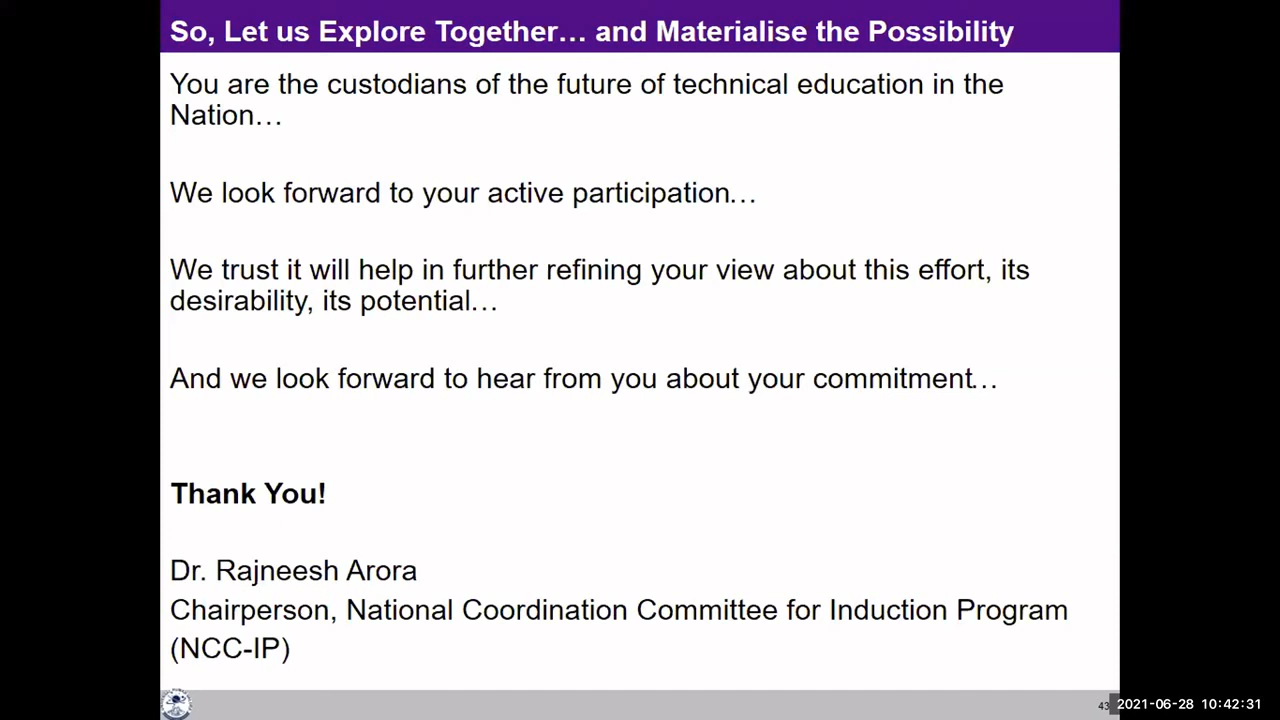 So, Let us Explore Together… and Materialise the Possibility
You are the custodians of the future of technical education in the
Nation…
We look forward to your active participation…
We trust it will help in further refining your view about this effort, its
desirability, its potential…
And we look forward to hear from you about your commitment…
Thank You!
Dr. Rajneesh Arora
Chairperson, National Coordination Committee for Induction Program
(NCC-IP)
43
2021-06-28 10:42:31